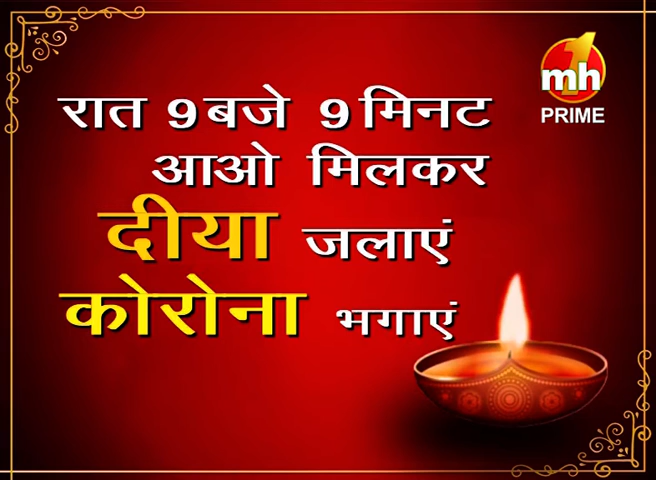 1
mh
PRIME
रात 9 बजे 9 मिनट
आओ मिलकर
दीया जलाएं
कोरोना भगाएं